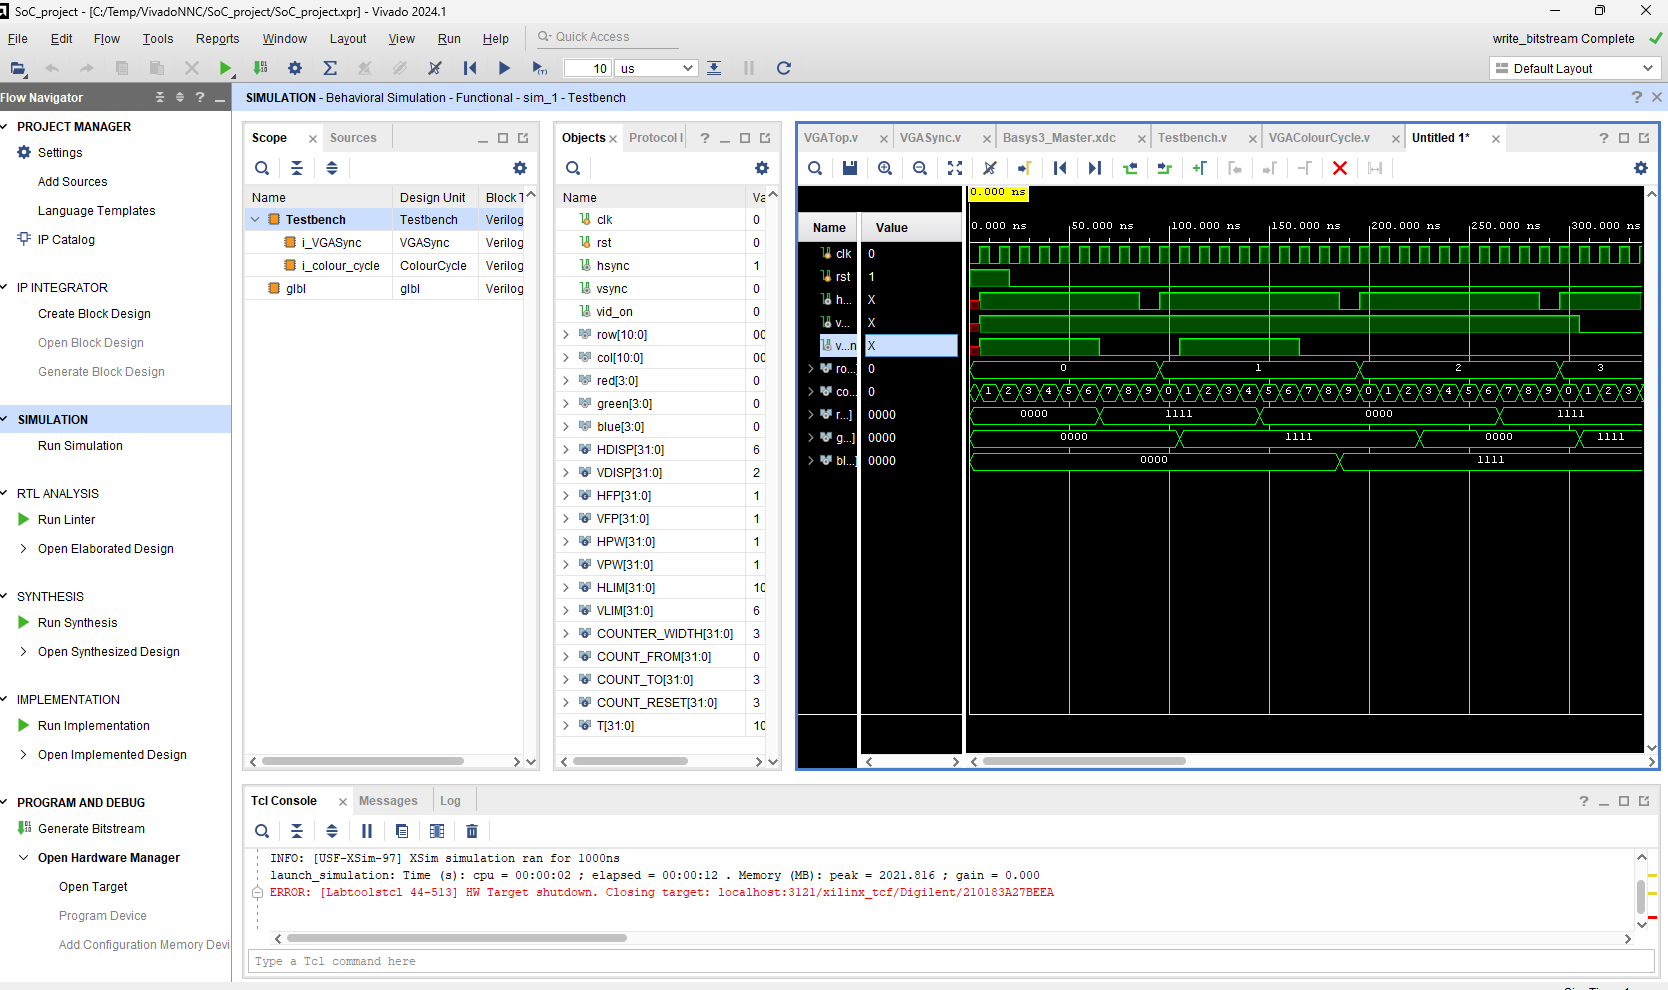 SoC_project - [C:/Temp/VivadoNNC/SoC_project/SoC_project.xpr] - Vivado 2024.1
File Edit Flow Tools Reports Window Layout View Run Help Quick Access
write_bitstream Complete
10 us
Default Layout
Flow Navigator
SIMULATION - Behavioral Simulation - Functional - sim_1 - Testbench
PROJECT MANAGER
Settings
Add Sources
Language Templates
IP Catalog
IP INTEGRATOR
Create Block Design
Open Block Design
Generate Block Design
SIMULATION
Run Simulation
RTL ANALYSIS
Run Linter
Open Elaborated Design
SYNTHESIS
Run Synthesis
Open Synthesized Design
IMPLEMENTATION
Run Implementation
Open Implemented Design
PROGRAM AND DEBUG
Generate Bitstream
Open Hardware Manager
Open Target
Program Device
Add Configuration Memory Devi
Scope Sources
Name Design Unit Block T
Testbench Testbench Verilog
i_VGASync VGASync Verilog
i_colour_cycle ColourCycle Verilog
glbl glbl Verilog
Objects Protocol I
Name Va
clk 0
rst 0
hsync 1
vsync 0
vid_on 0
row[10:0] 00
col[10:0] 00
red[3:0] 0
green[3:0] 0
blue[3:0] 0
HDISP[31:0] 6
VDISP[31:0] 2
HFP[31:0] 1
VFP[31:0] 1
HPW[31:0] 1
VPW[31:0] 1
HLIM[31:0] 10
VLIM[31:0] 6
COUNTER_WIDTH[31:0] 3
COUNT_FROM[31:0] 0
COUNT_TO[31:0] 3
COUNT_RESET[31:0] 3
T[31:0] 10
VGATop.v VGASync.v Basys3_Master.xdc Testbench.v VGAColourCycle.v Untitled 1*
0.000 ns
Name Value
0.000 ns 50.000 ns 100.000 ns 150.000 ns 200.000 ns 250.000 ns 300.000 ns
clk 0
rst 1
h... X
v... X
v...n X
ro...] 0 0 1 2 3
co... 0 1 2 3 4 5 6 7 8 9 0 1 2 3 4 5 6 7 8 9 0 1 2 3 4 5 6 7 8 9 0 1 2 3
r...] 0000 0000 1111 0000 1111
g...] 0000 0000 1111 0000 1111
bl...] 0000 0000 1111
Tcl Console Messages Log
INFO: [USF-XSim-97] XSim simulation ran for 1000ns
launch_simulation: Time (s): cpu = 00:00:02 ; elapsed = 00:00:12 . Memory (MB): peak = 2021.816 ; gain = 0.000
ERROR: [Labtoolstcl 44-513] HW Target shutdown. Closing target: localhost:3121/xilinx_tcf/Digilent/210183A27BEEA
Type a Tcl command here